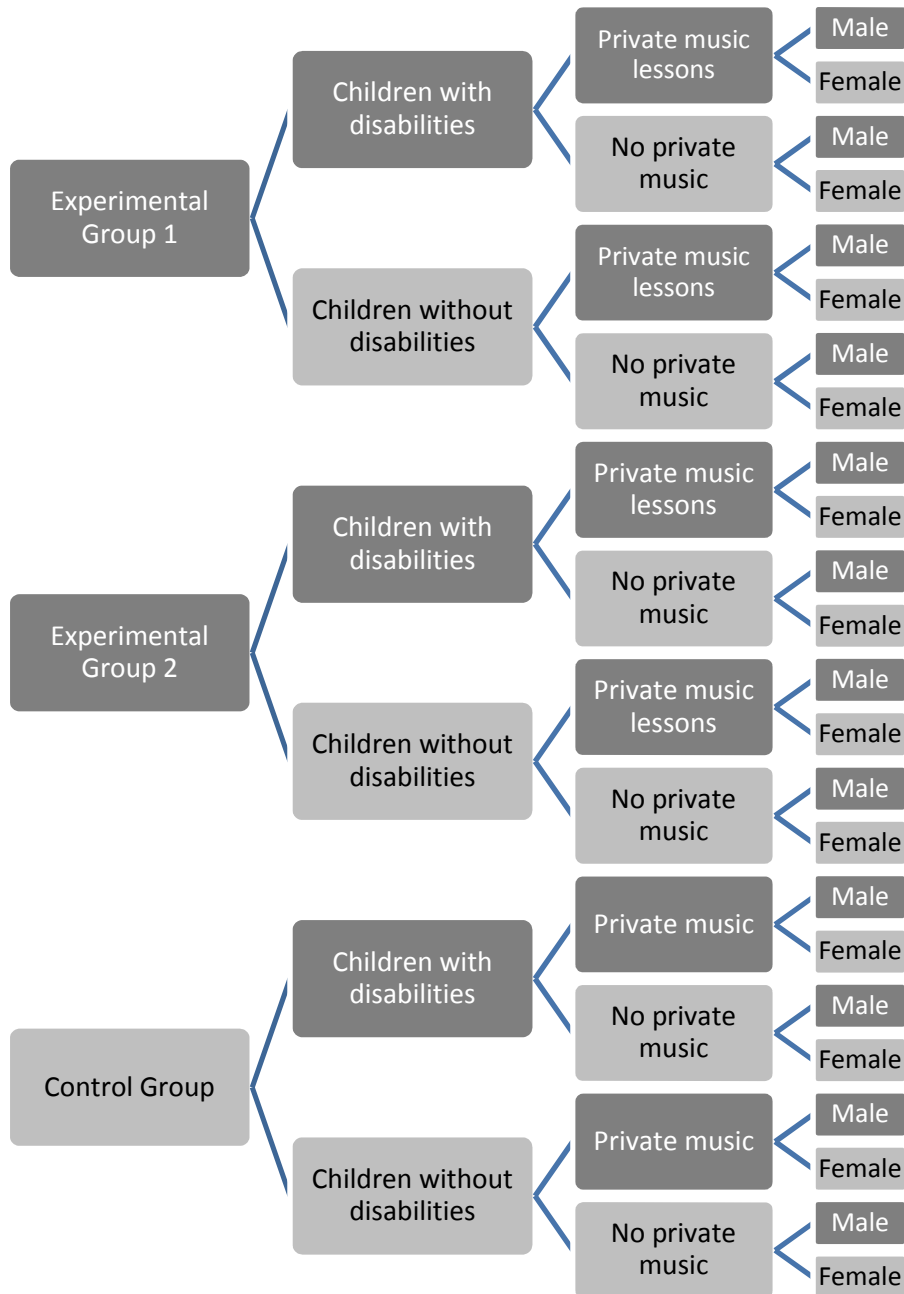 Experimental
Group 1
Children with
disabilities
Private music
lessons
Male
Female
No private
music
Male
Female
Children without
disabilities
Private music
lessons
Male
Female
No private
music
Male
Female
Experimental
Group 2
Children with
disabilities
Private music
lessons
Male
Female
No private
music
Male
Female
Children without
disabilities
Private music
lessons
Male
Female
No private
music
Male
Female
Control Group
Children with
disabilities
Private music
Male
Female
No private
music
Male
Female
Children without
disabilities
Private music
Male
Female
No private
music
Male
Female